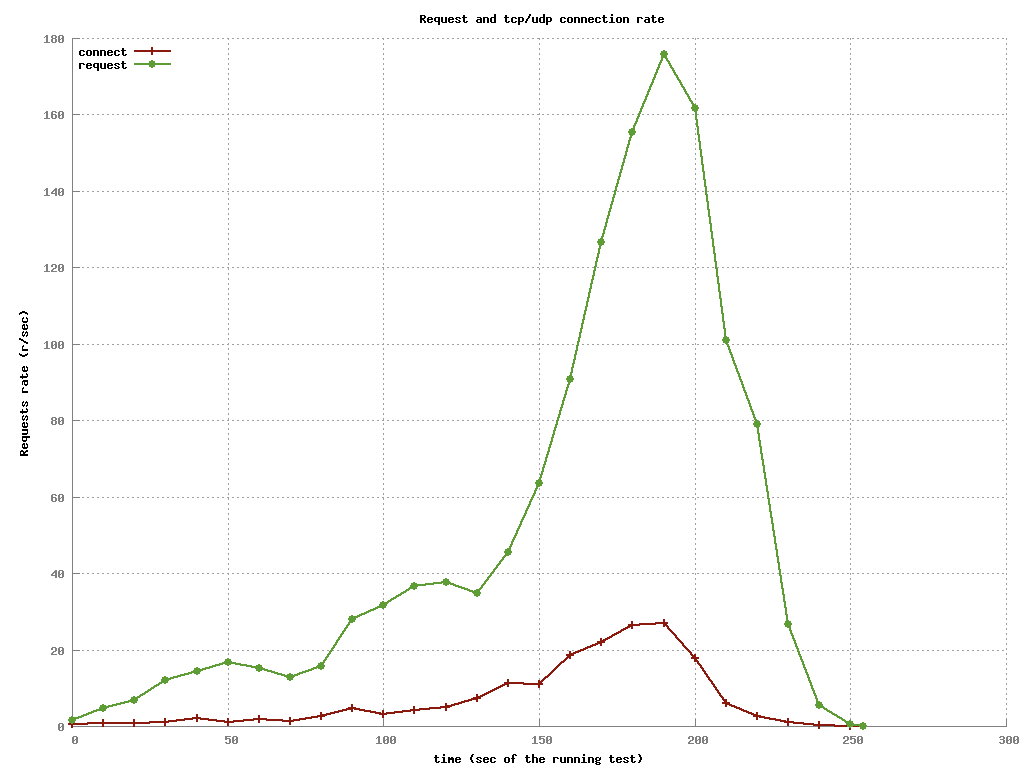 Request and tcp/udp connection rate
180
connect
request
160
140
120
Requests rate (r/sec)
100
80
60
40
20
0
0 50 100 150 200 250 300
time (sec of the running test)